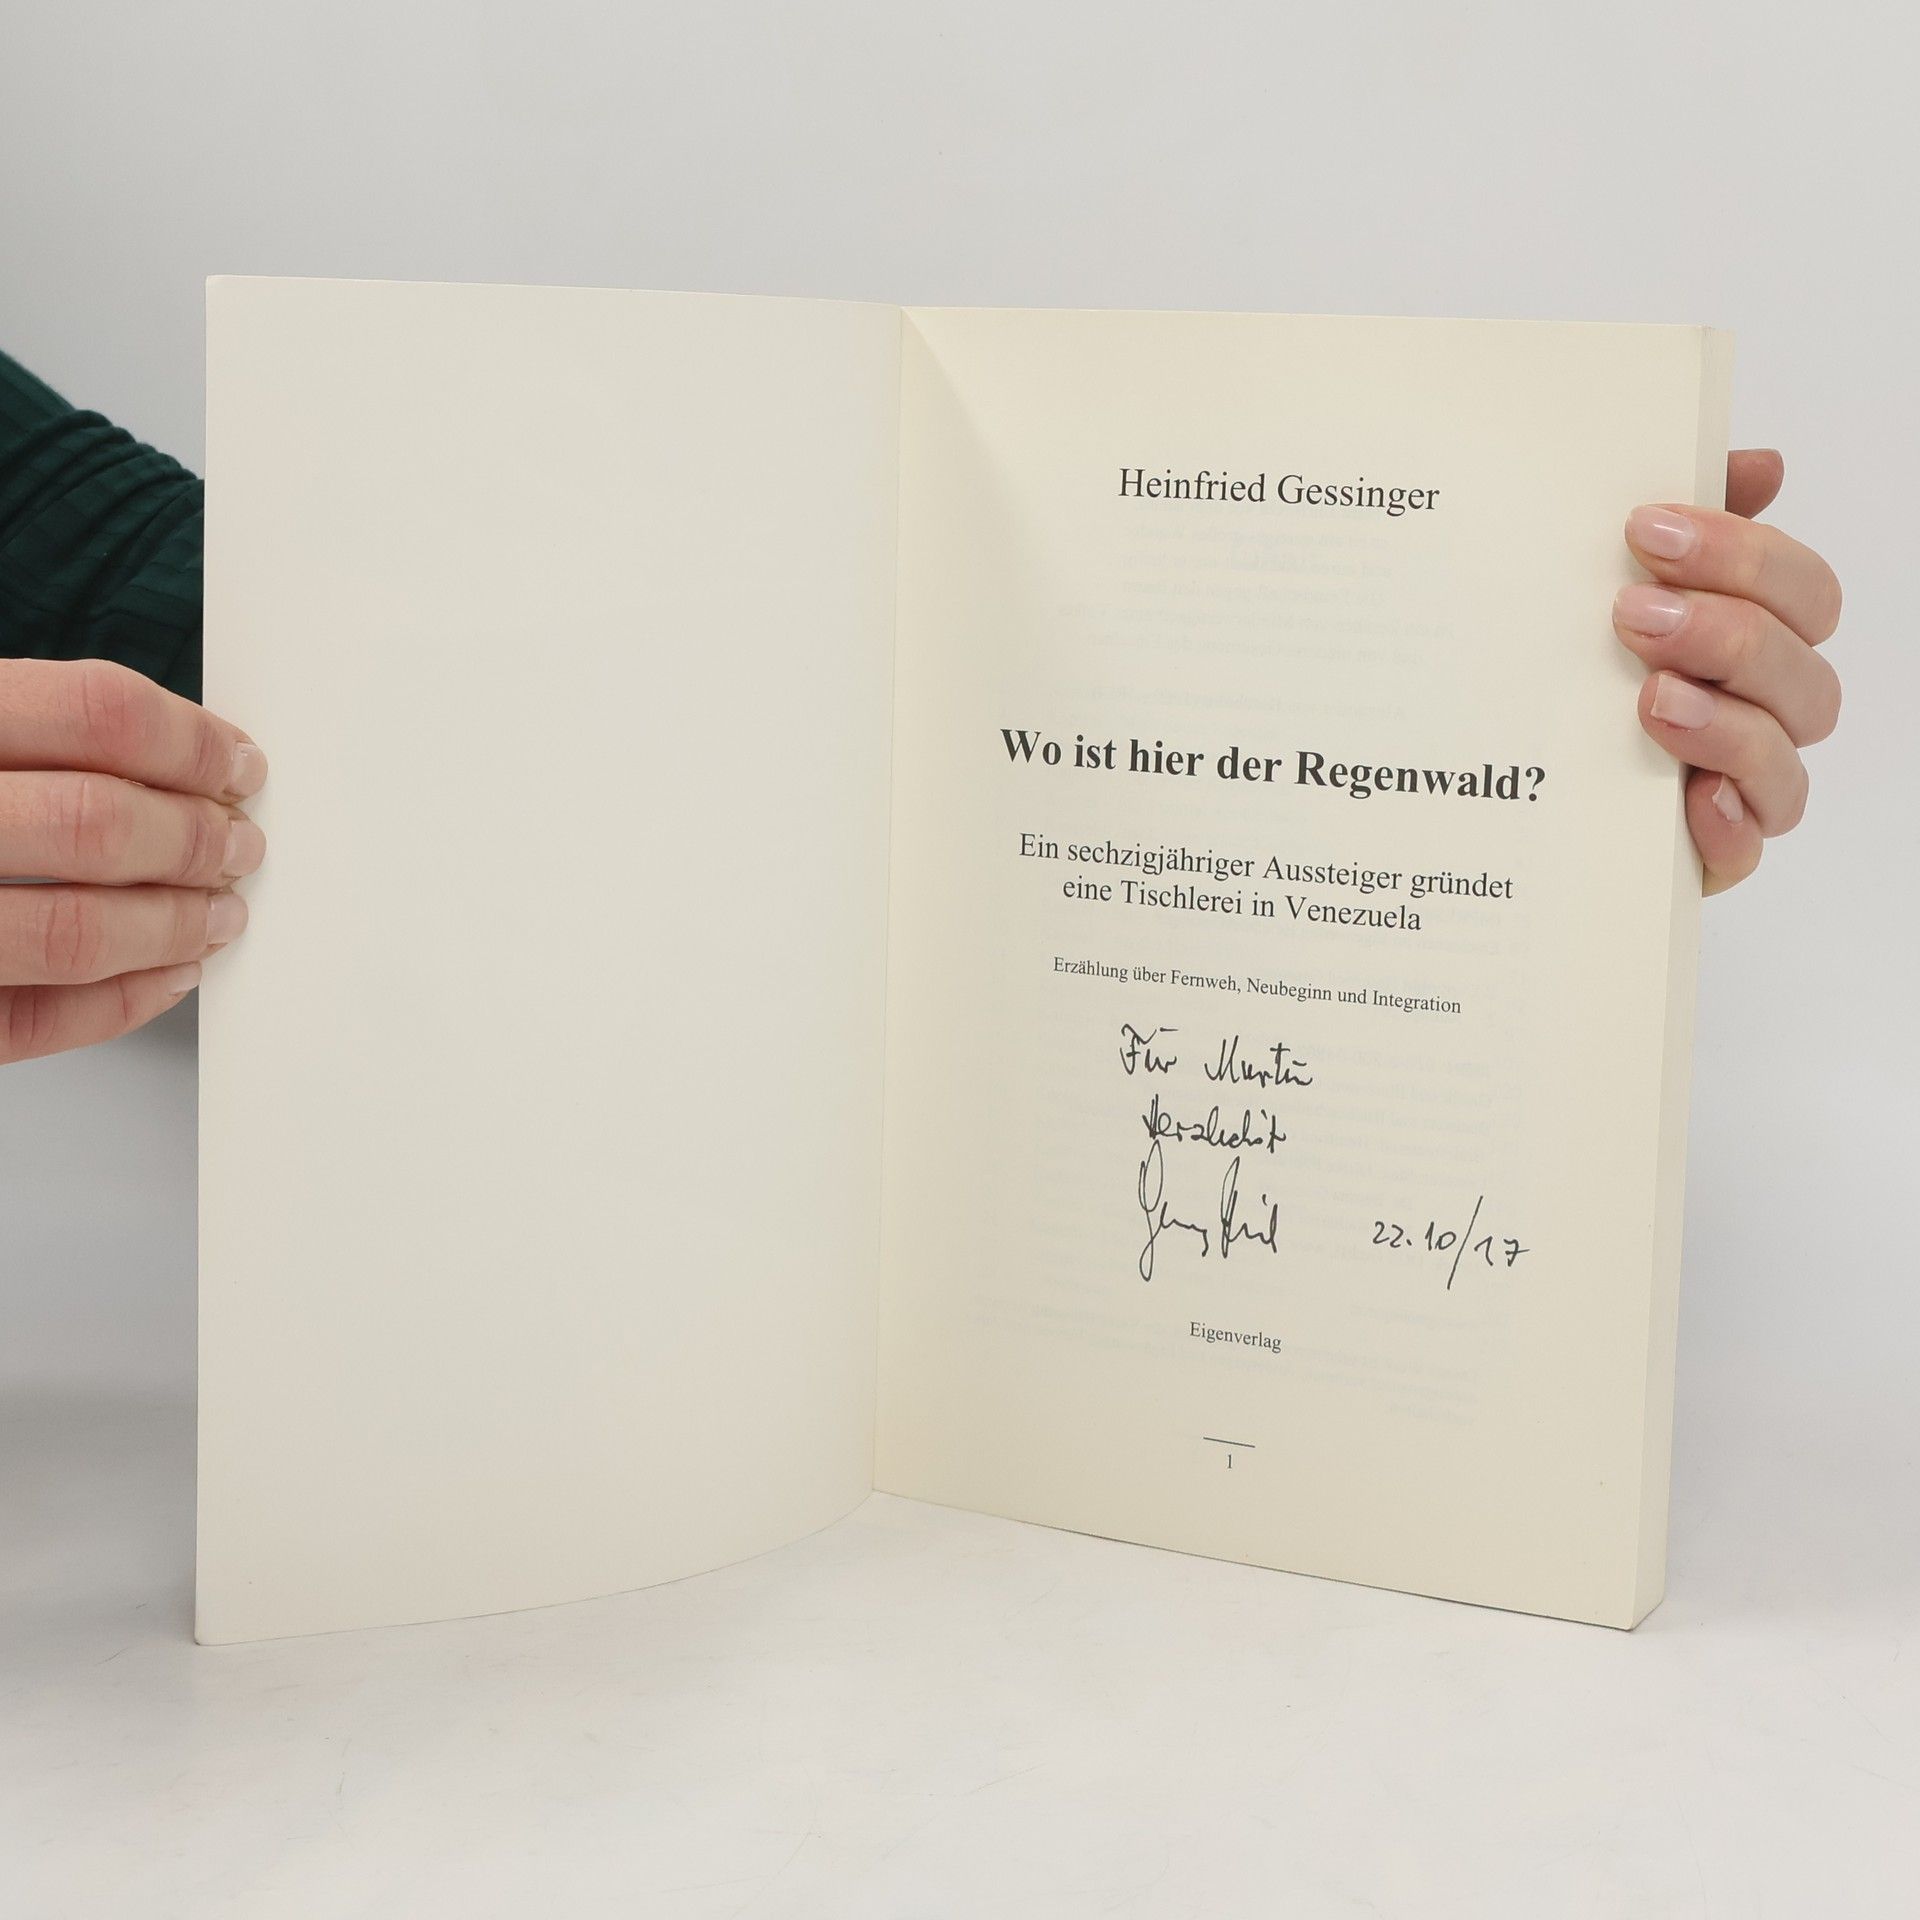 Heinfried Gessinger
Wo ist hier der Regenwald?
Ein sechzigjähriger Aussteiger gründet
eine Tischlerei in Venezuela
Erzählung über Fernweh, Neubeginn und Integration
Für Martin
Herzlichst
22.10/17
Eigenverlag
1